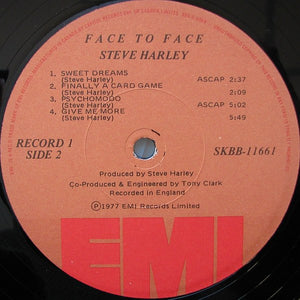 FACE TO FACE
STEVE HARLEY
1. SWEET DREAMS
(Steve Harley) ASCAP 2:37
2. FINALLY A CARD GAME
(Steve Harley) 2:09
3. PSYCHOMODO
(Steve Harley) ASCAP 5:02
4. GIVE ME MORE
(Steve Harley) 5:49
RECORD 1
SIDE 2
SKBB-11661
Produced by Steve Harley
Co-Produced & Engineered by Tony Clark
Recorded in England
Ⓟ1977 EMI Records Limited
EMI